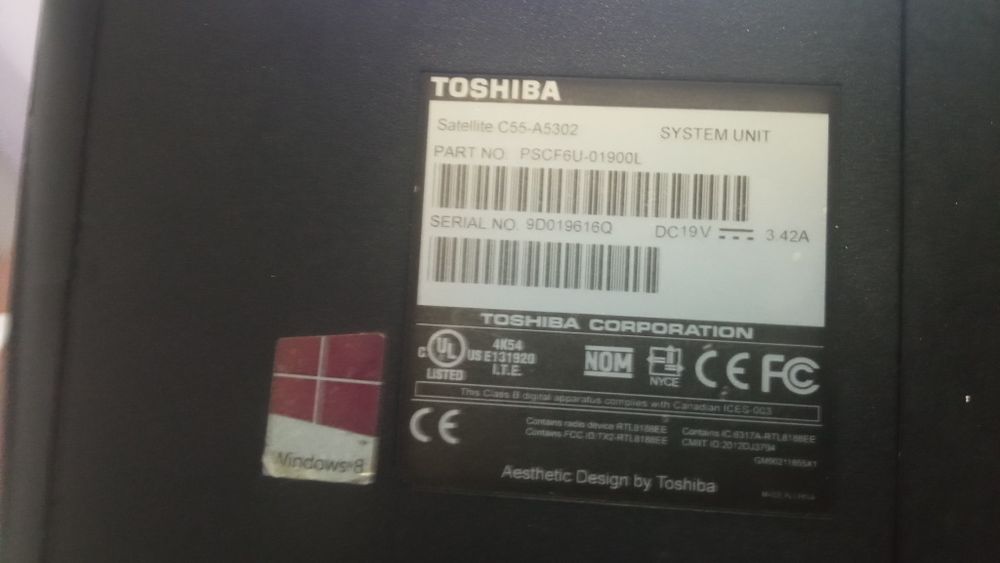 TOSHIBA
Satellite C55-A5302 SYSTEM UNIT
PART NO. PSCF6U-01900L
SERIAL NO. 9D019616Q DC19V 3.42A
TOSHIBA CORPORATION
C UL US LISTED
4K54
E131920
I.T.E.
NOM
NYCE
CE FC
This Class B digital apparatus complies with Canadian ICES-003
CE
Contains radio device RTL8188EE
Contains FCC ID:TX2-RTL8188EE
Contains IC:6317A-RTL8188EE
CMIIT ID:2012DJ3794
Aesthetic Design by Toshiba
Windows 8